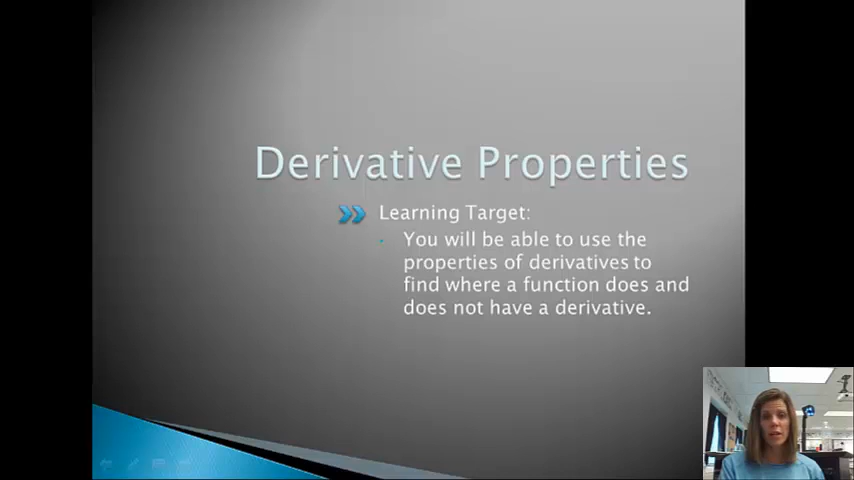 Derivative Properties
Learning Target:
You will be able to use the
properties of derivatives to
find where a function does and
does not have a derivative.